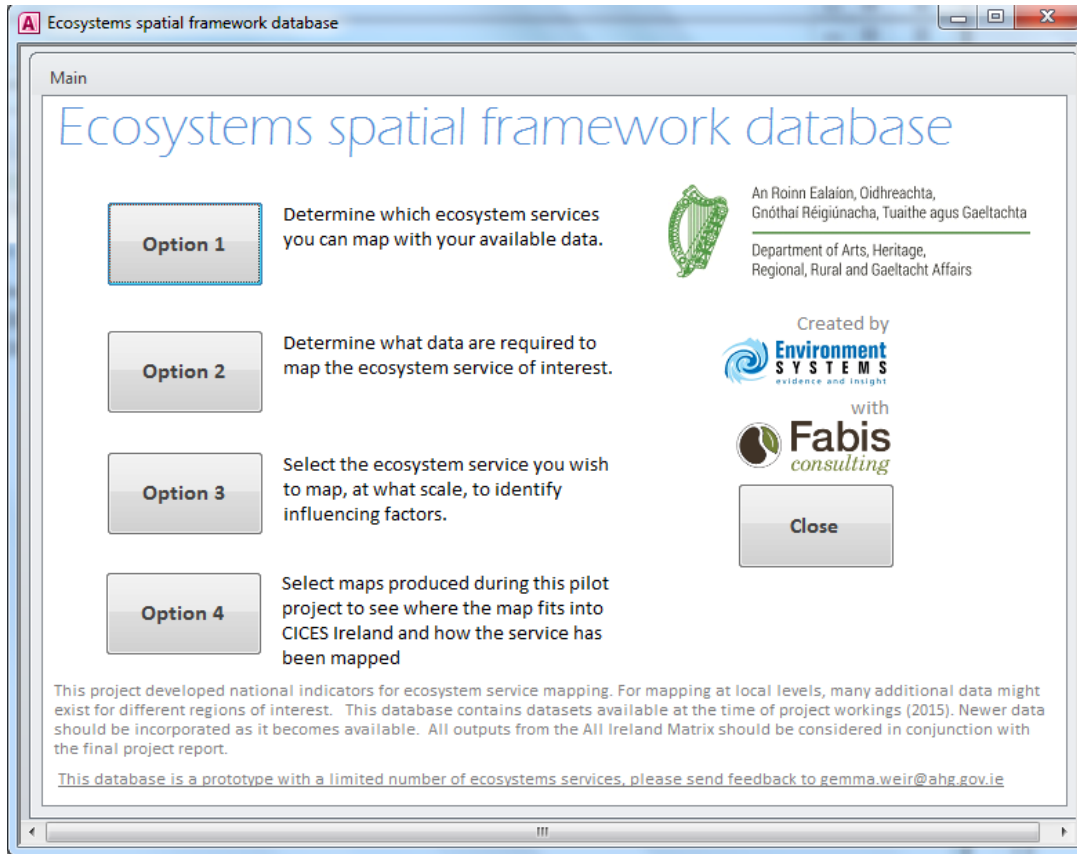 Ecosystems spatial framework database
Main
Ecosystems spatial framework database
Option 1
Determine which ecosystem services
you can map with your available data.
Option 2
Determine what data are required to
map the ecosystem service of interest.
Option 3
Select the ecosystem service you wish
to map, at what scale, to identify
influencing factors.
Option 4
Select maps produced during this pilot
project to see where the map fits into
CICES Ireland and how the service has
been mapped
An Roinn Ealaíon, Oidhreachta,
Gnóthaí Réigiúnacha, Tuaithe agus Gaeltachta
Department of Arts, Heritage,
Regional, Rural and Gaeltacht Affairs
Created by
Environment
SYSTEMS
evidence and insight
with
Fabis
consulting
Close
This project developed national indicators for ecosystem service mapping. For mapping at local levels, many additional data might
exist for different regions of interest. This database contains datasets available at the time of project workings (2015). Newer data
should be incorporated as it becomes available. All outputs from the All Ireland Matrix should be considered in conjunction with
the final project report.
This database is a prototype with a limited number of ecosystems services, please send feedback to gemma.weir@ahg.gov.ie